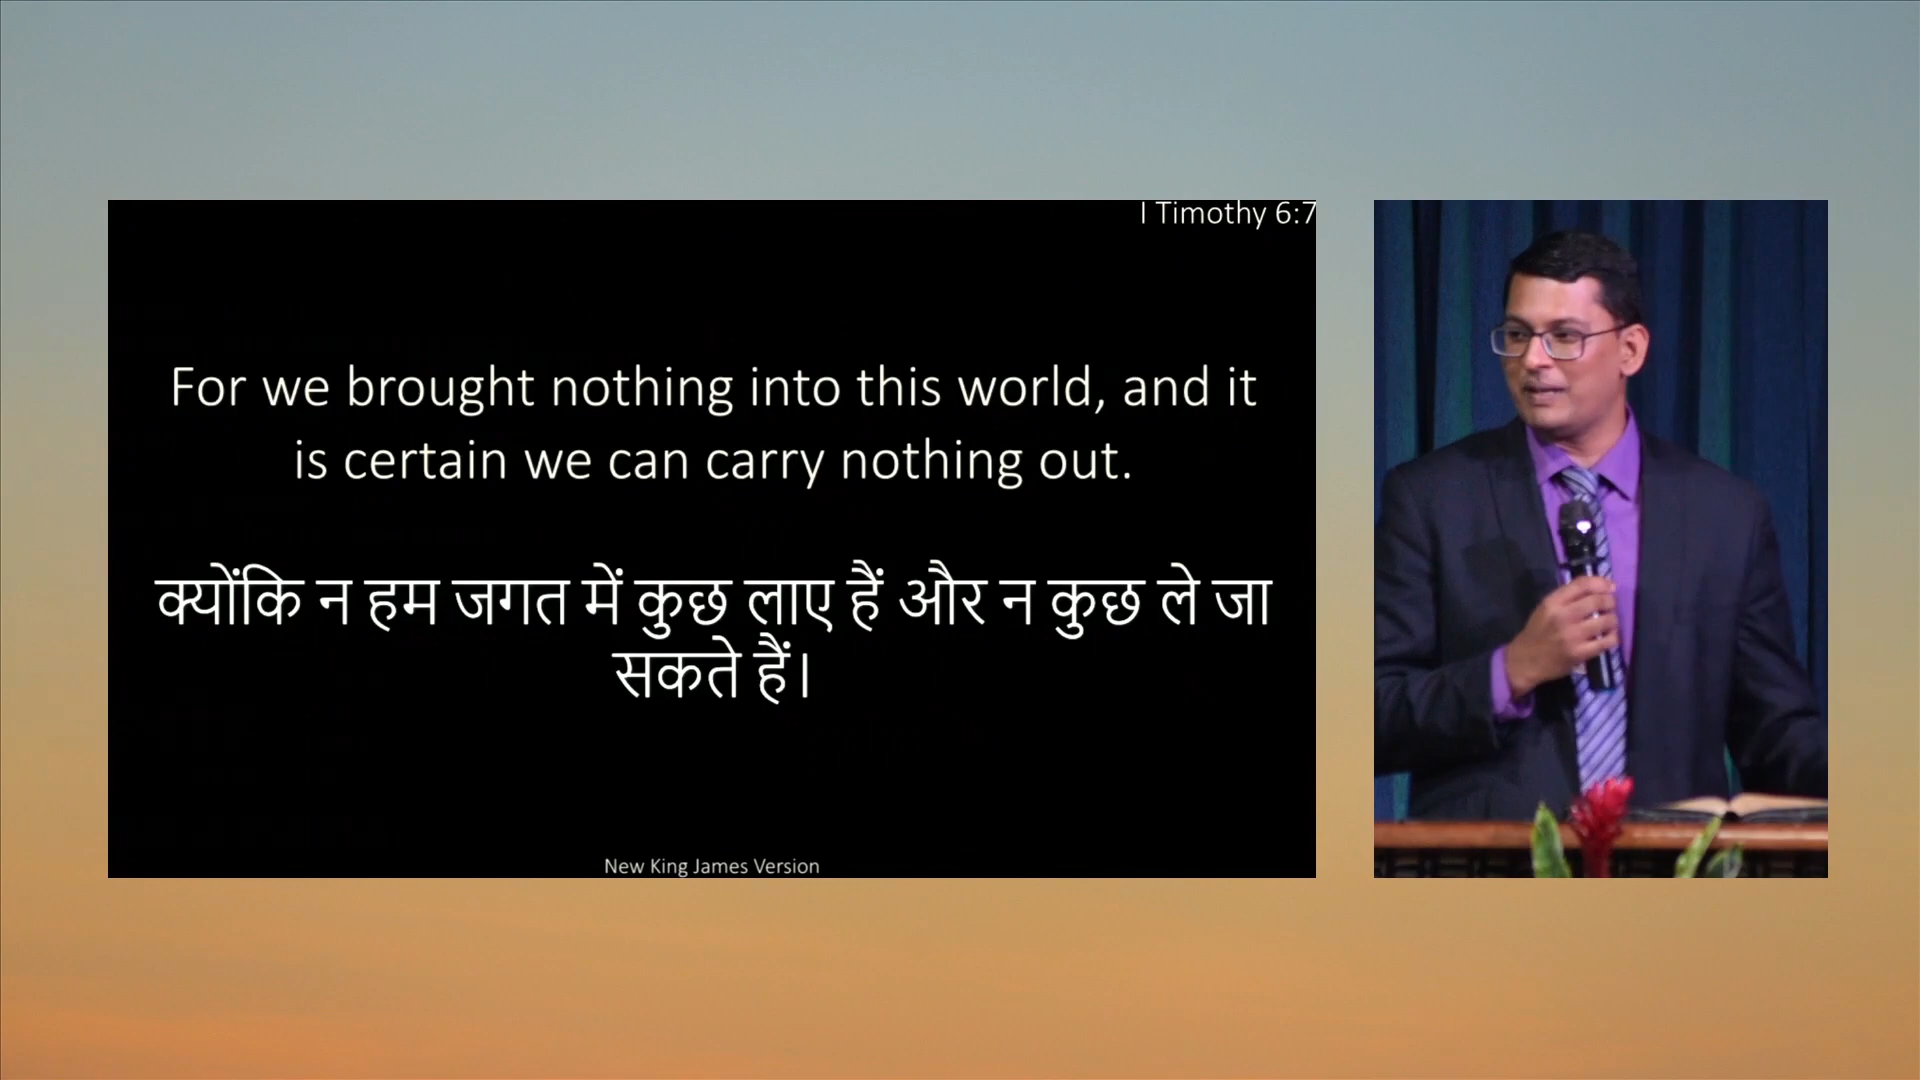 I Timothy 6:7
For we brought nothing into this world, and it
is certain we can carry nothing out.
क्योंकि न हम जगत में कुछ लाए हैं और न कुछ ले जा
सकते हैं।
New King James Version